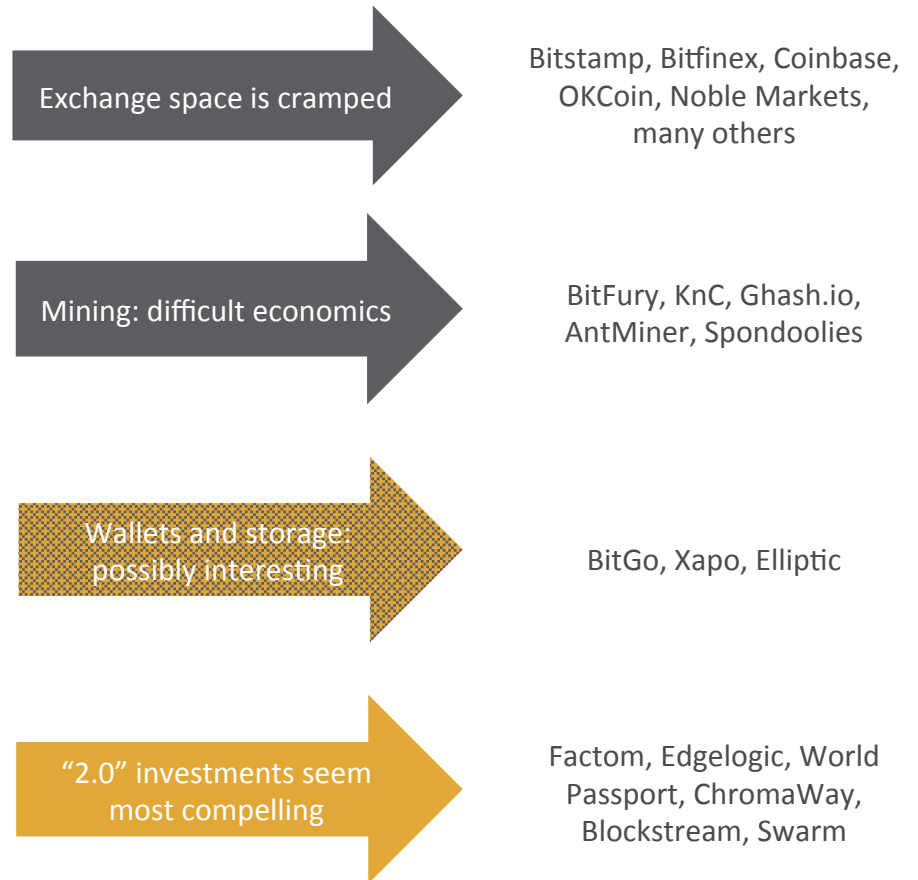 Exchange space is cramped
Bitstamp, Bitfinex, Coinbase,
OKCoin, Noble Markets,
many others
Mining: difficult economics
BitFury, KnC, Ghash.io,
AntMiner, Spondoolies
Wallets and storage:
possibly interesting
BitGo, Xapo, Elliptic
“2.0” investments seem
most compelling
Factom, Edgelogic, World
Passport, ChromaWay,
Blockstream, Swarm